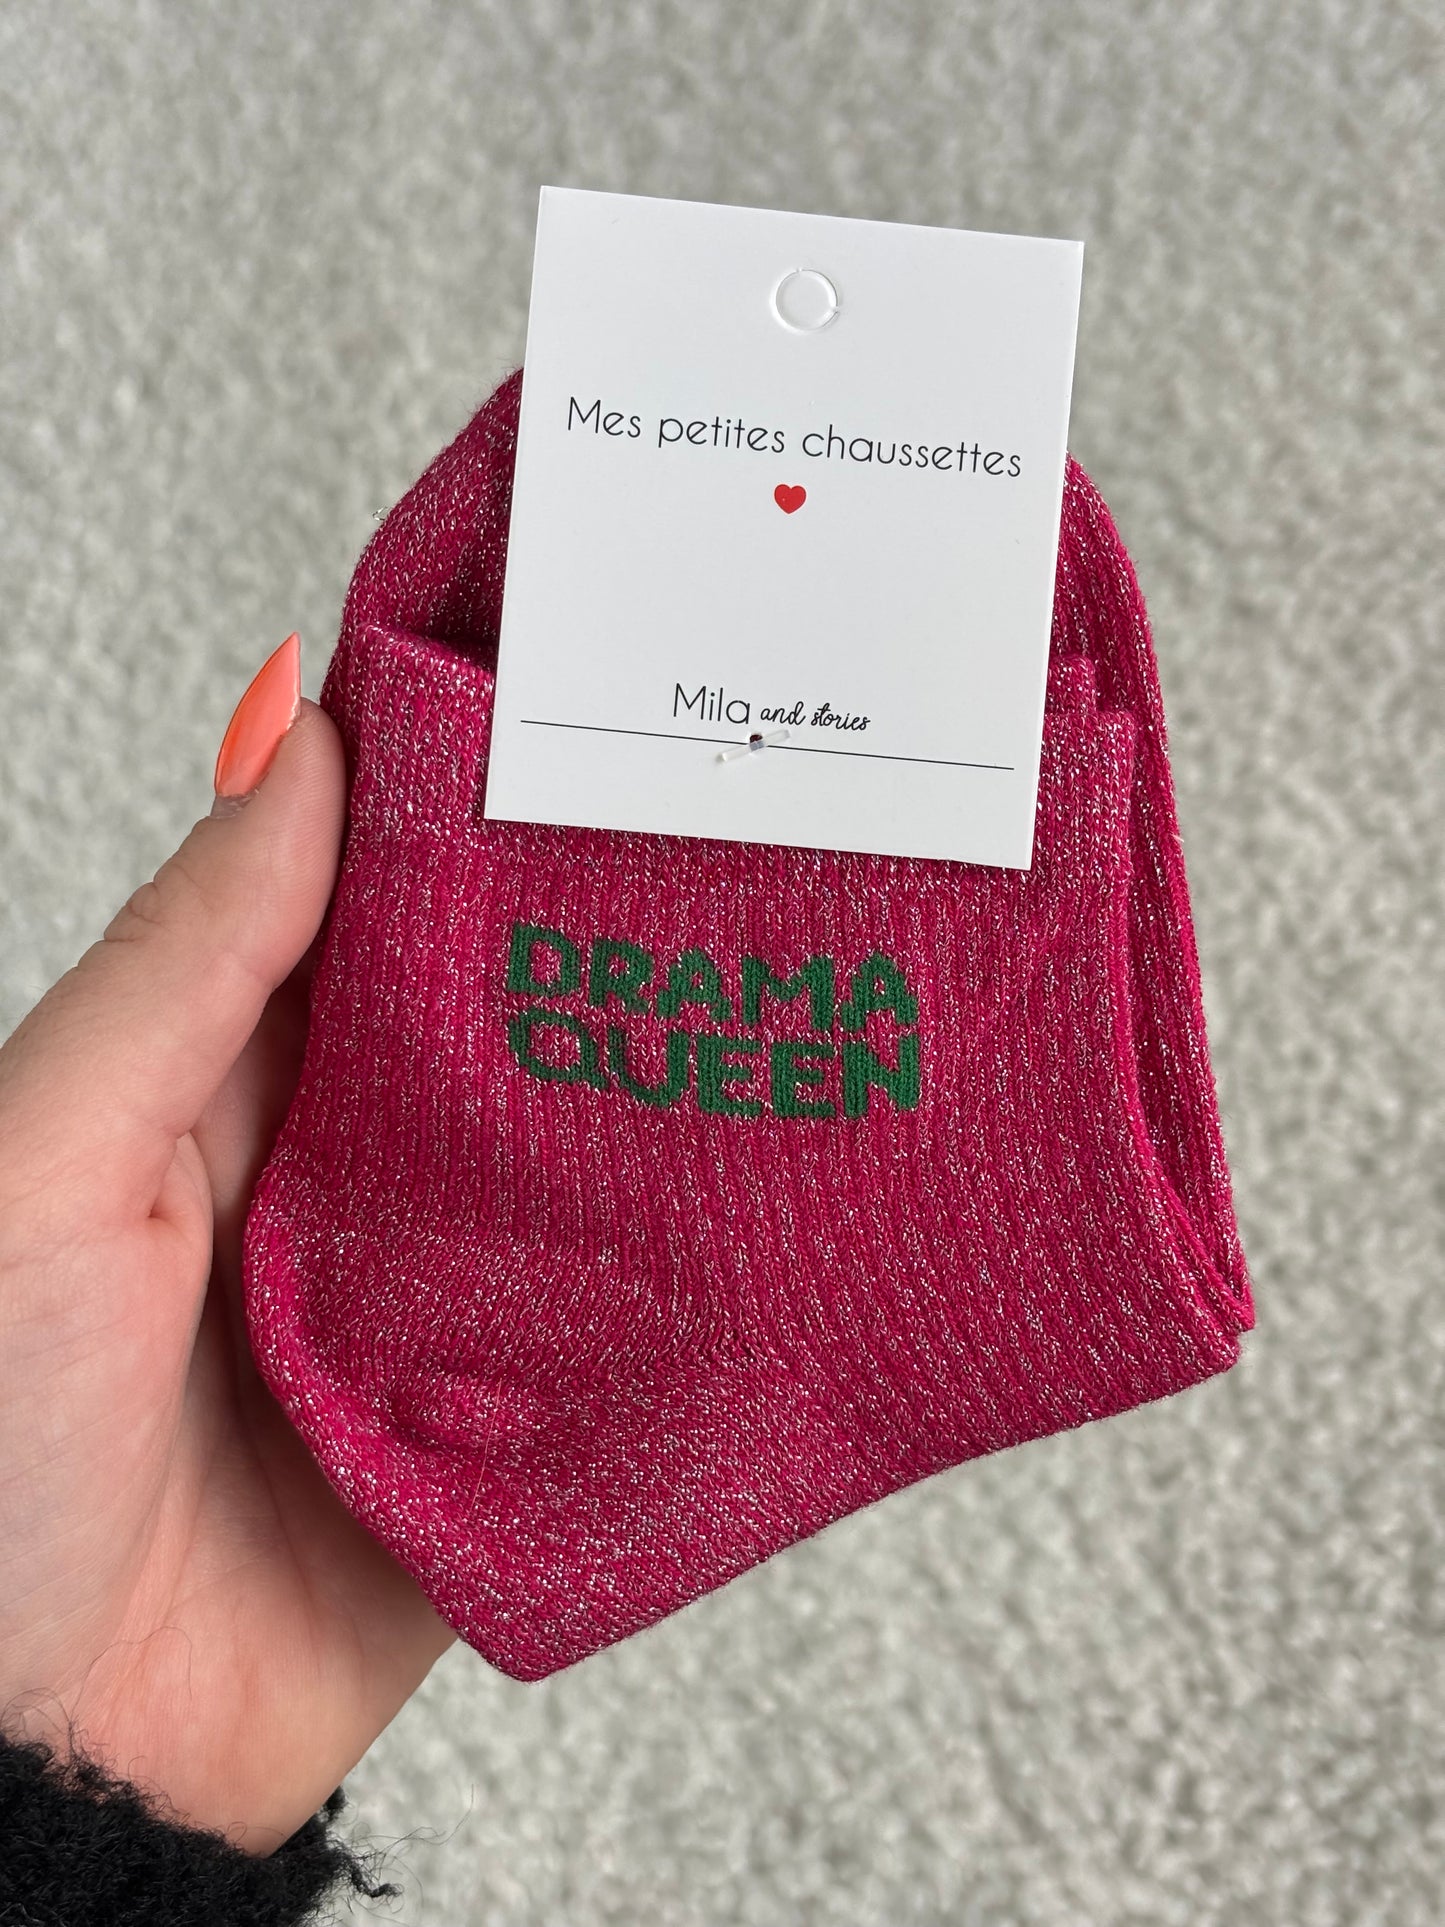 Mes petites chaussettes
Mila and stories
DRAMA
QUEEN